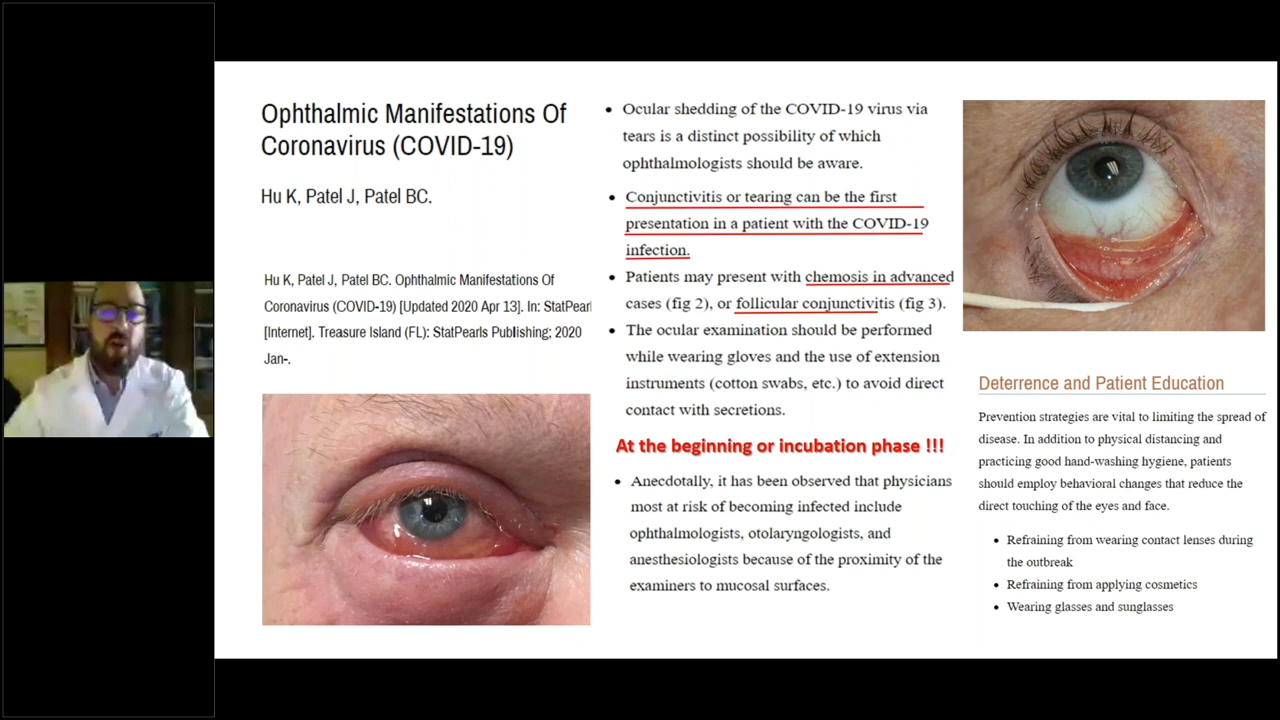 Ophthalmic Manifestations Of
Coronavirus (COVID-19)
Hu K, Patel J, Patel BC.
Hu K, Patel J, Patel BC. Ophthalmic Manifestations Of
Coronavirus (COVID-19) [Updated 2020 Apr 13]. In: StatPearl
[Internet]. Treasure Island (FL): StatPearls Publishing; 2020
Jan-.
• Ocular shedding of the COVID-19 virus via
tears is a distinct possibility of which
ophthalmologists should be aware.
• Conjunctivitis or tearing can be the first
presentation in a patient with the COVID-19
infection.
• Patients may present with chemosis in advanced
cases (fig 2), or follicular conjunctivitis (fig 3).
• The ocular examination should be performed
while wearing gloves and the use of extension
instruments (cotton swabs, etc.) to avoid direct
contact with secretions.
At the beginning or incubation phase !!!
• Anecdotally, it has been observed that physicians
most at risk of becoming infected include
ophthalmologists, otolaryngologists, and
anesthesiologists because of the proximity of the
examiners to mucosal surfaces.
Deterrence and Patient Education
Prevention strategies are vital to limiting the spread of
disease. In addition to physical distancing and
practicing good hand-washing hygiene, patients
should employ behavioral changes that reduce the
direct touching of the eyes and face.
• Refraining from wearing contact lenses during
the outbreak
• Refraining from applying cosmetics
• Wearing glasses and sunglasses